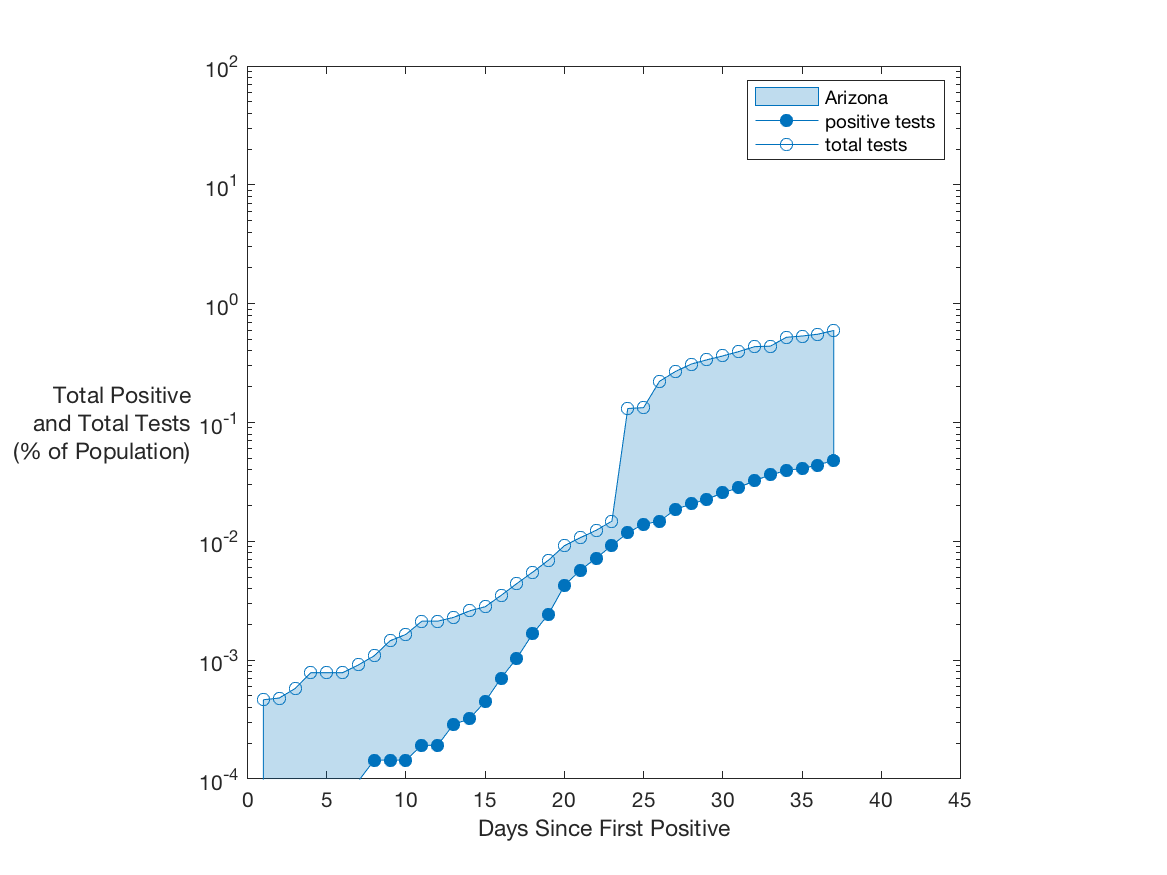 10^2
10^1
10^0
10^-1
10^-2
10^-3
10^-4
Total Positive
and Total Tests
(% of Population)
Arizona
positive tests
total tests
0 5 10 15 20 25 30 35 40 45
Days Since First Positive